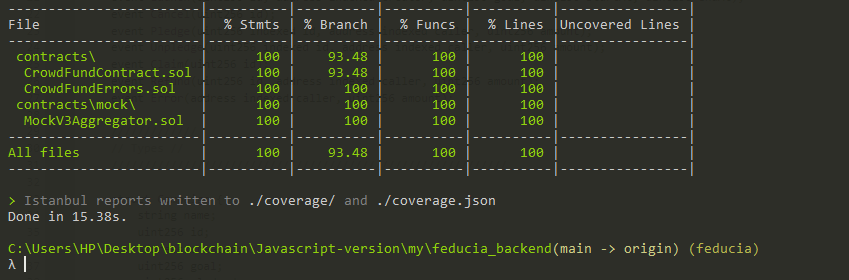 File | % Stmts | % Branch | % Funcs | % Lines |Uncovered Lines |
contracts\ | 100 | 93.48 | 100 | 100 | |
CrowdFundContract.sol | 100 | 93.48 | 100 | 100 | |
CrowdFundErrors.sol | 100 | 100 | 100 | 100 | |
contracts\mock\ | 100 | 100 | 100 | 100 | |
MockV3Aggregator.sol | 100 | 100 | 100 | 100 | |
All files | 100 | 93.48 | 100 | 100 | |
> Istanbul reports written to ./coverage/ and ./coverage.json
Done in 15.38s.
C:\Users\HP\Desktop\blockchain\Javascript-version\my\feducia_backend(main -> origin) (feducia)
λ